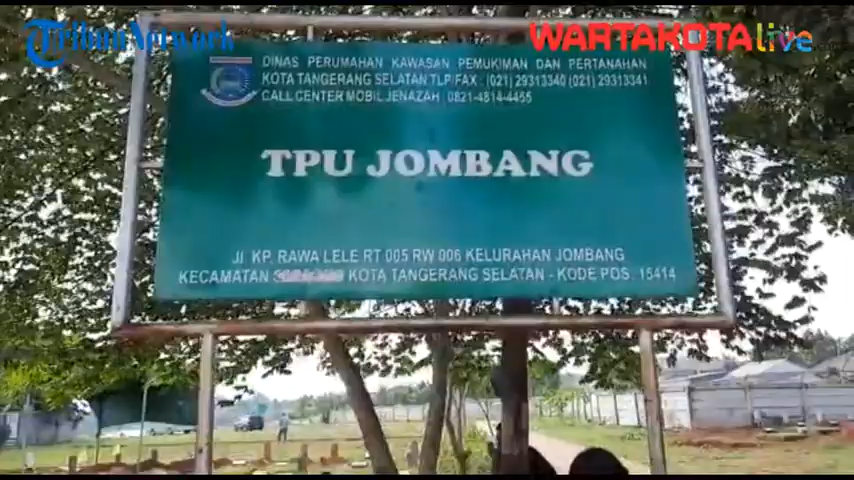 TribunNetwork
WARTAKOTAlive
DINAS PERUMAHAN KAWASAN PEMUKIMAN DAN PERTANAHAN
KOTA TANGERANG SELATAN TLP/FAX : (021) 29313340 (021) 29313341
CALL CENTER MOBIL JENAZAH : 0821-4814-4455
TPU JOMBANG
Jl KP. RAWA LELE RT 005 RW 006 KELURAHAN JOMBANG
KECAMATAN KOTA TANGERANG SELATAN - KODE POS. 15414